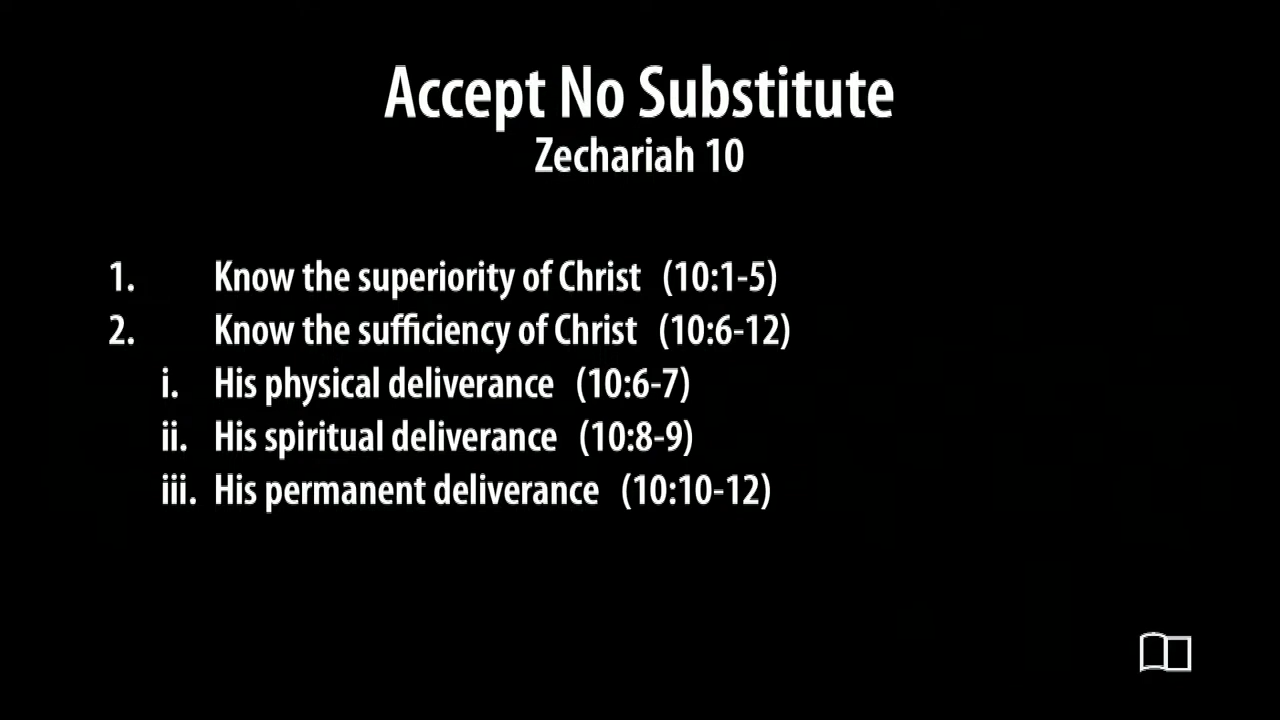 Accept No Substitute
Zechariah 10
1. Know the superiority of Christ (10:1-5)
2. Know the sufficiency of Christ (10:6-12)
i. His physical deliverance (10:6-7)
ii. His spiritual deliverance (10:8-9)
iii. His permanent deliverance (10:10-12)